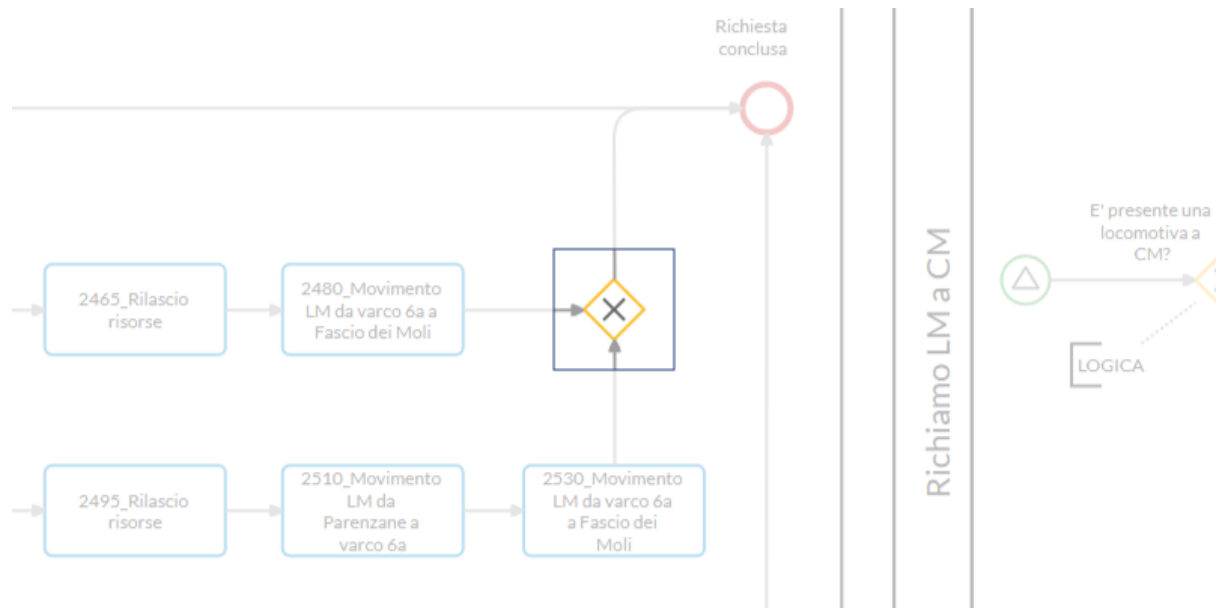 Richiesta
conclusa
2465_Rilascio
risorse
2480_Movimento
LM da varco 6a a
Fascio dei Moli
2495_Rilascio
risorse
2510_Movimento
LM da
Parenzane a
varco 6a
2530_Movimento
LM da varco 6a
a Fascio dei
Moli
Richiamo LM a CM
E' presente una
locomotiva a
CM?
LOGICA